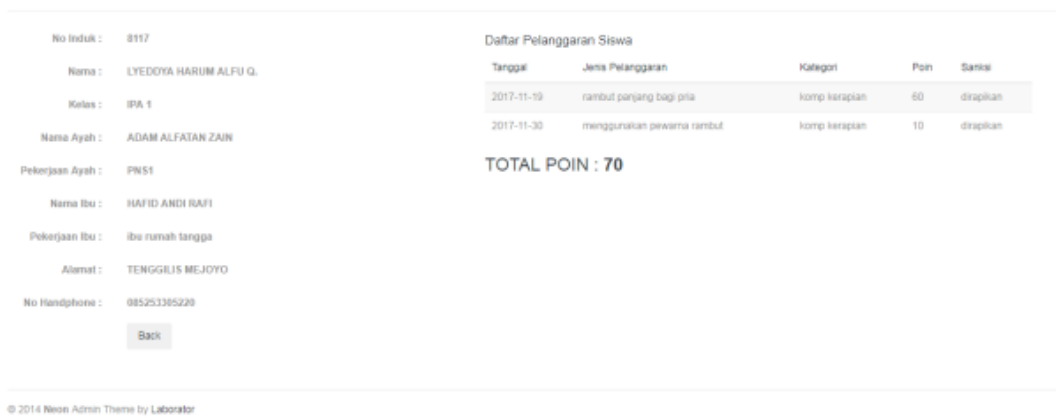 No Induk : 8117
Nama : LYEDDYA HARUM ALFU Q.
Kelas : IPA 1
Nama Ayah : ADAM ALFATAN ZAIN
Pekerjaan Ayah : PNS1
Nama Ibu : HAFID ANDI RAFI
Pekerjaan Ibu : ibu rumah tangga
Alamat : TENGGILIS MEJOYO
No Handphone : 085253305220
Back
Daftar Pelanggaran Siswa
Tanggal Jenis Pelanggaran Kategori Poin Sanksi
2017-11-19 rambut panjang bagi pria komp kerapian 60 dirapikan
2017-11-30 menggunakan pewarna rambut komp kerapian 10 dirapikan
TOTAL POIN : 70
© 2014 Neon Admin Theme by Laborator